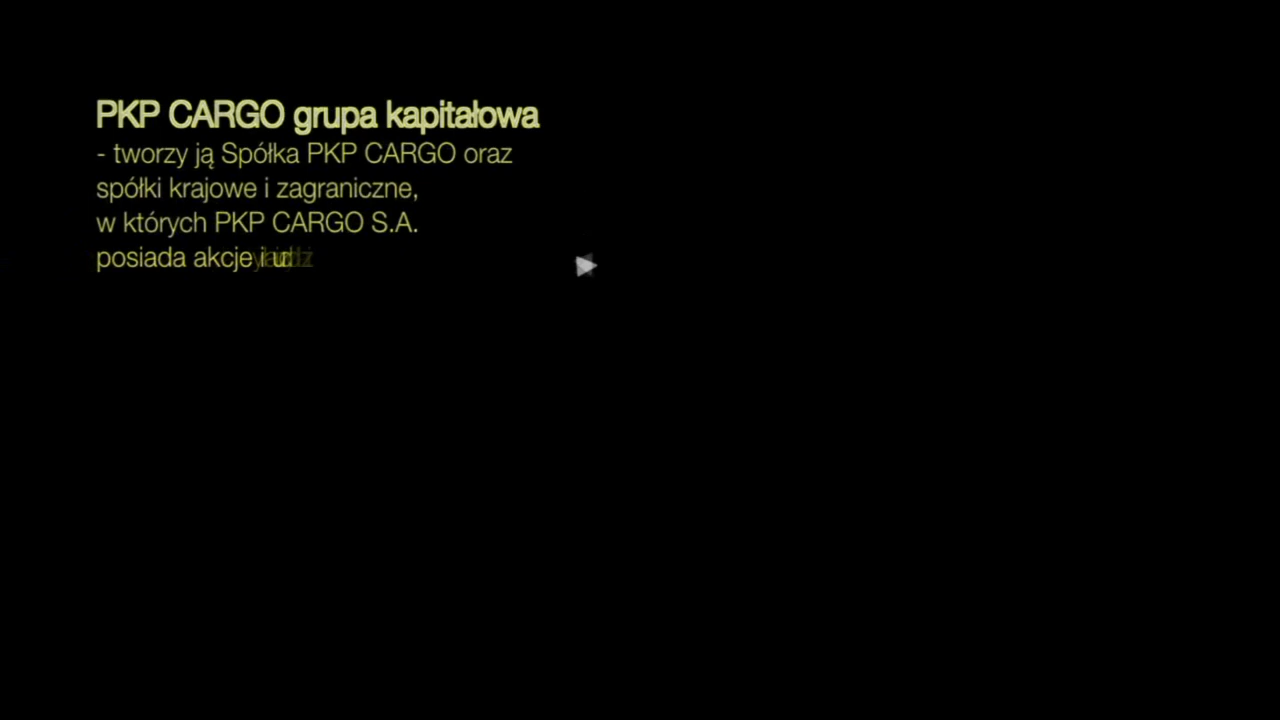 PKP CARGO grupa kapitałowa
- tworzy ją Spółka PKP CARGO oraz
spółki krajowe i zagraniczne,
w których PKP CARGO S.A.
posiada akcje i